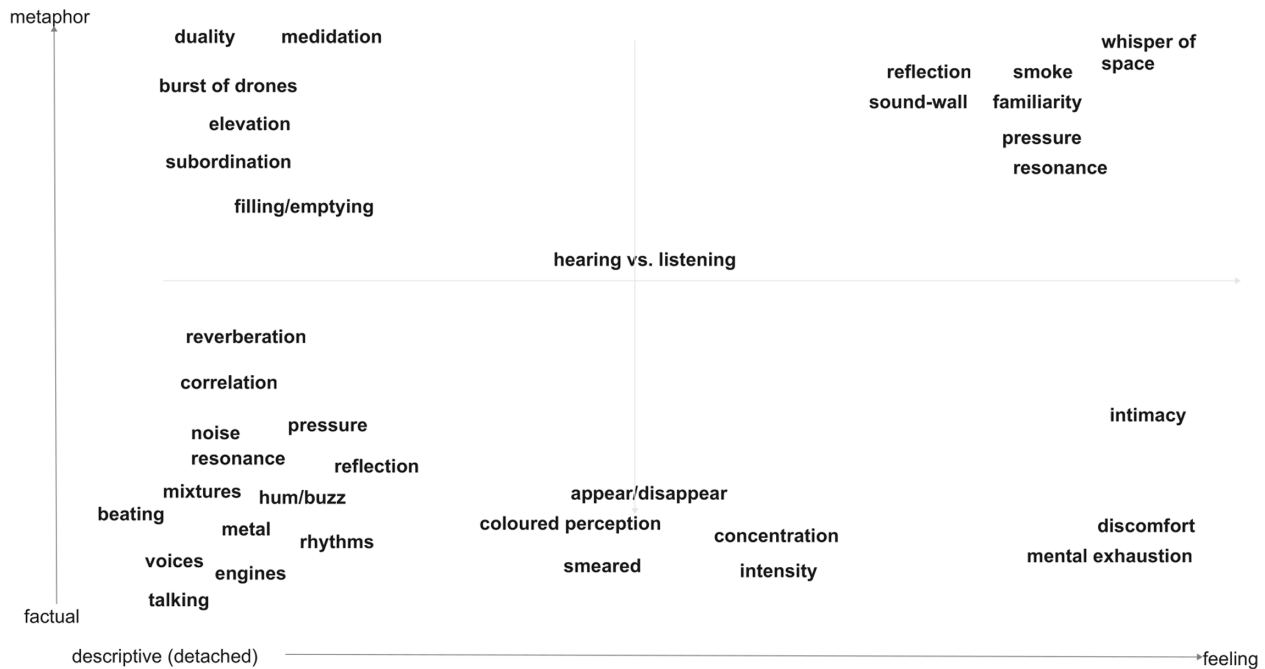 metaphor
duality
medidation
whisper of
space
reflection
smoke
burst of drones
sound-wall
familiarity
elevation
pressure
subordination
resonance
filling/emptying
hearing vs. listening
reverberation
correlation
intimacy
noise
pressure
resonance
reflection
mixtures
hum/buzz
appear/disappear
beating
coloured perception
metal
concentration
discomfort
rhythms
mental exhaustion
voices
engines
smeared
intensity
talking
factual
descriptive (detached)
feeling